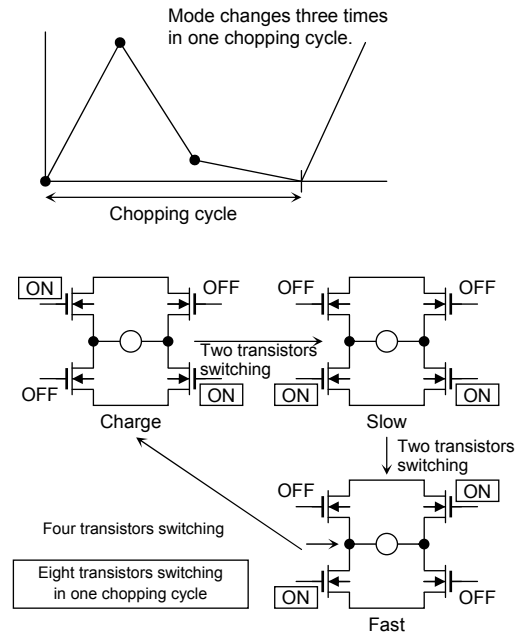 Mode changes three times
in one chopping cycle.
Chopping cycle
ON
OFF
OFF
ON
Charge
Two transistors
switching
OFF
OFF
ON
ON
Slow
Two transistors
switching
OFF
ON
ON
OFF
Fast
Four transistors switching
Eight transistors switching
in one chopping cycle